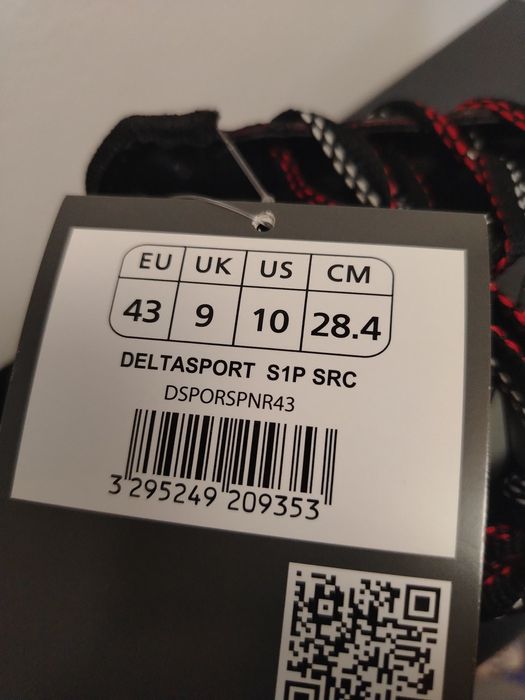 EU UK US CM
43 9 10 28.4
DELTASPORT S1P SRC
DSPORSPNR43
3 295249 209353